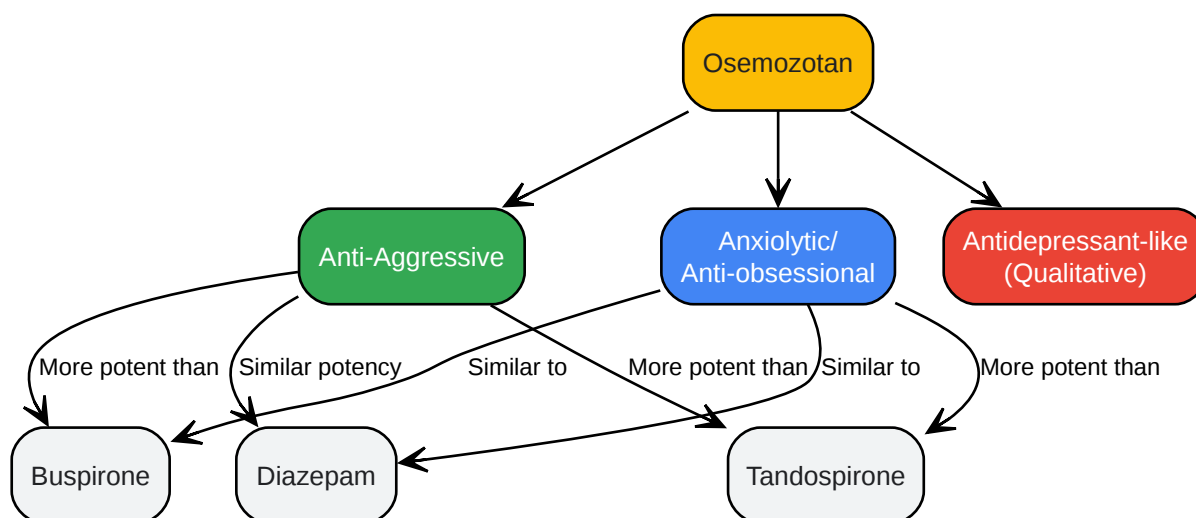 Osemozotan
Anti-Aggressive
Anxiolytic/
Anti-obsessional
Antidepressant-like
(Qualitative)
More potent than
Similar potency
Similar to
More potent than
Similar to
More potent than
Buspirone
Diazepam
Tandospirone